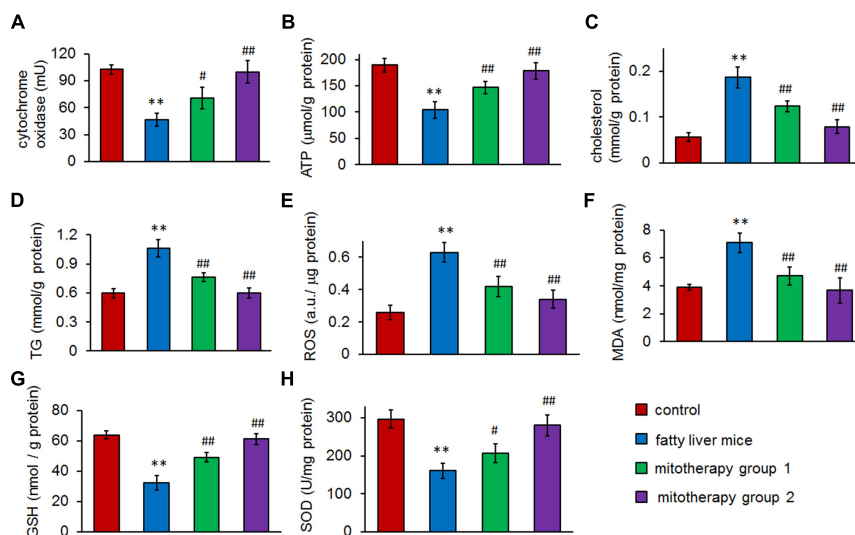 A
cytochrome
oxidase (mU)
120
90
60
30
0
**
#
##
B
ATP (μmol/g protein)
200
150
100
50
0
**
##
##
C
cholesterol
(mmol/g protein)
0.2
0.1
0
**
##
##
D
TG (mmol/g protein)
1.2
0.9
0.6
0.3
0
**
##
##
E
ROS (a.u./ μg protein)
0.6
0.4
0.2
0
**
##
##
F
MDA (nmol/mg protein)
8
6
4
2
0
**
##
##
G
GSH (nmol / g protein)
80
60
40
20
0
**
##
##
H
SOD (U/mg protein)
300
200
100
0
**
#
##
control
fatty liver mice
mitotherapy group 1
mitotherapy group 2